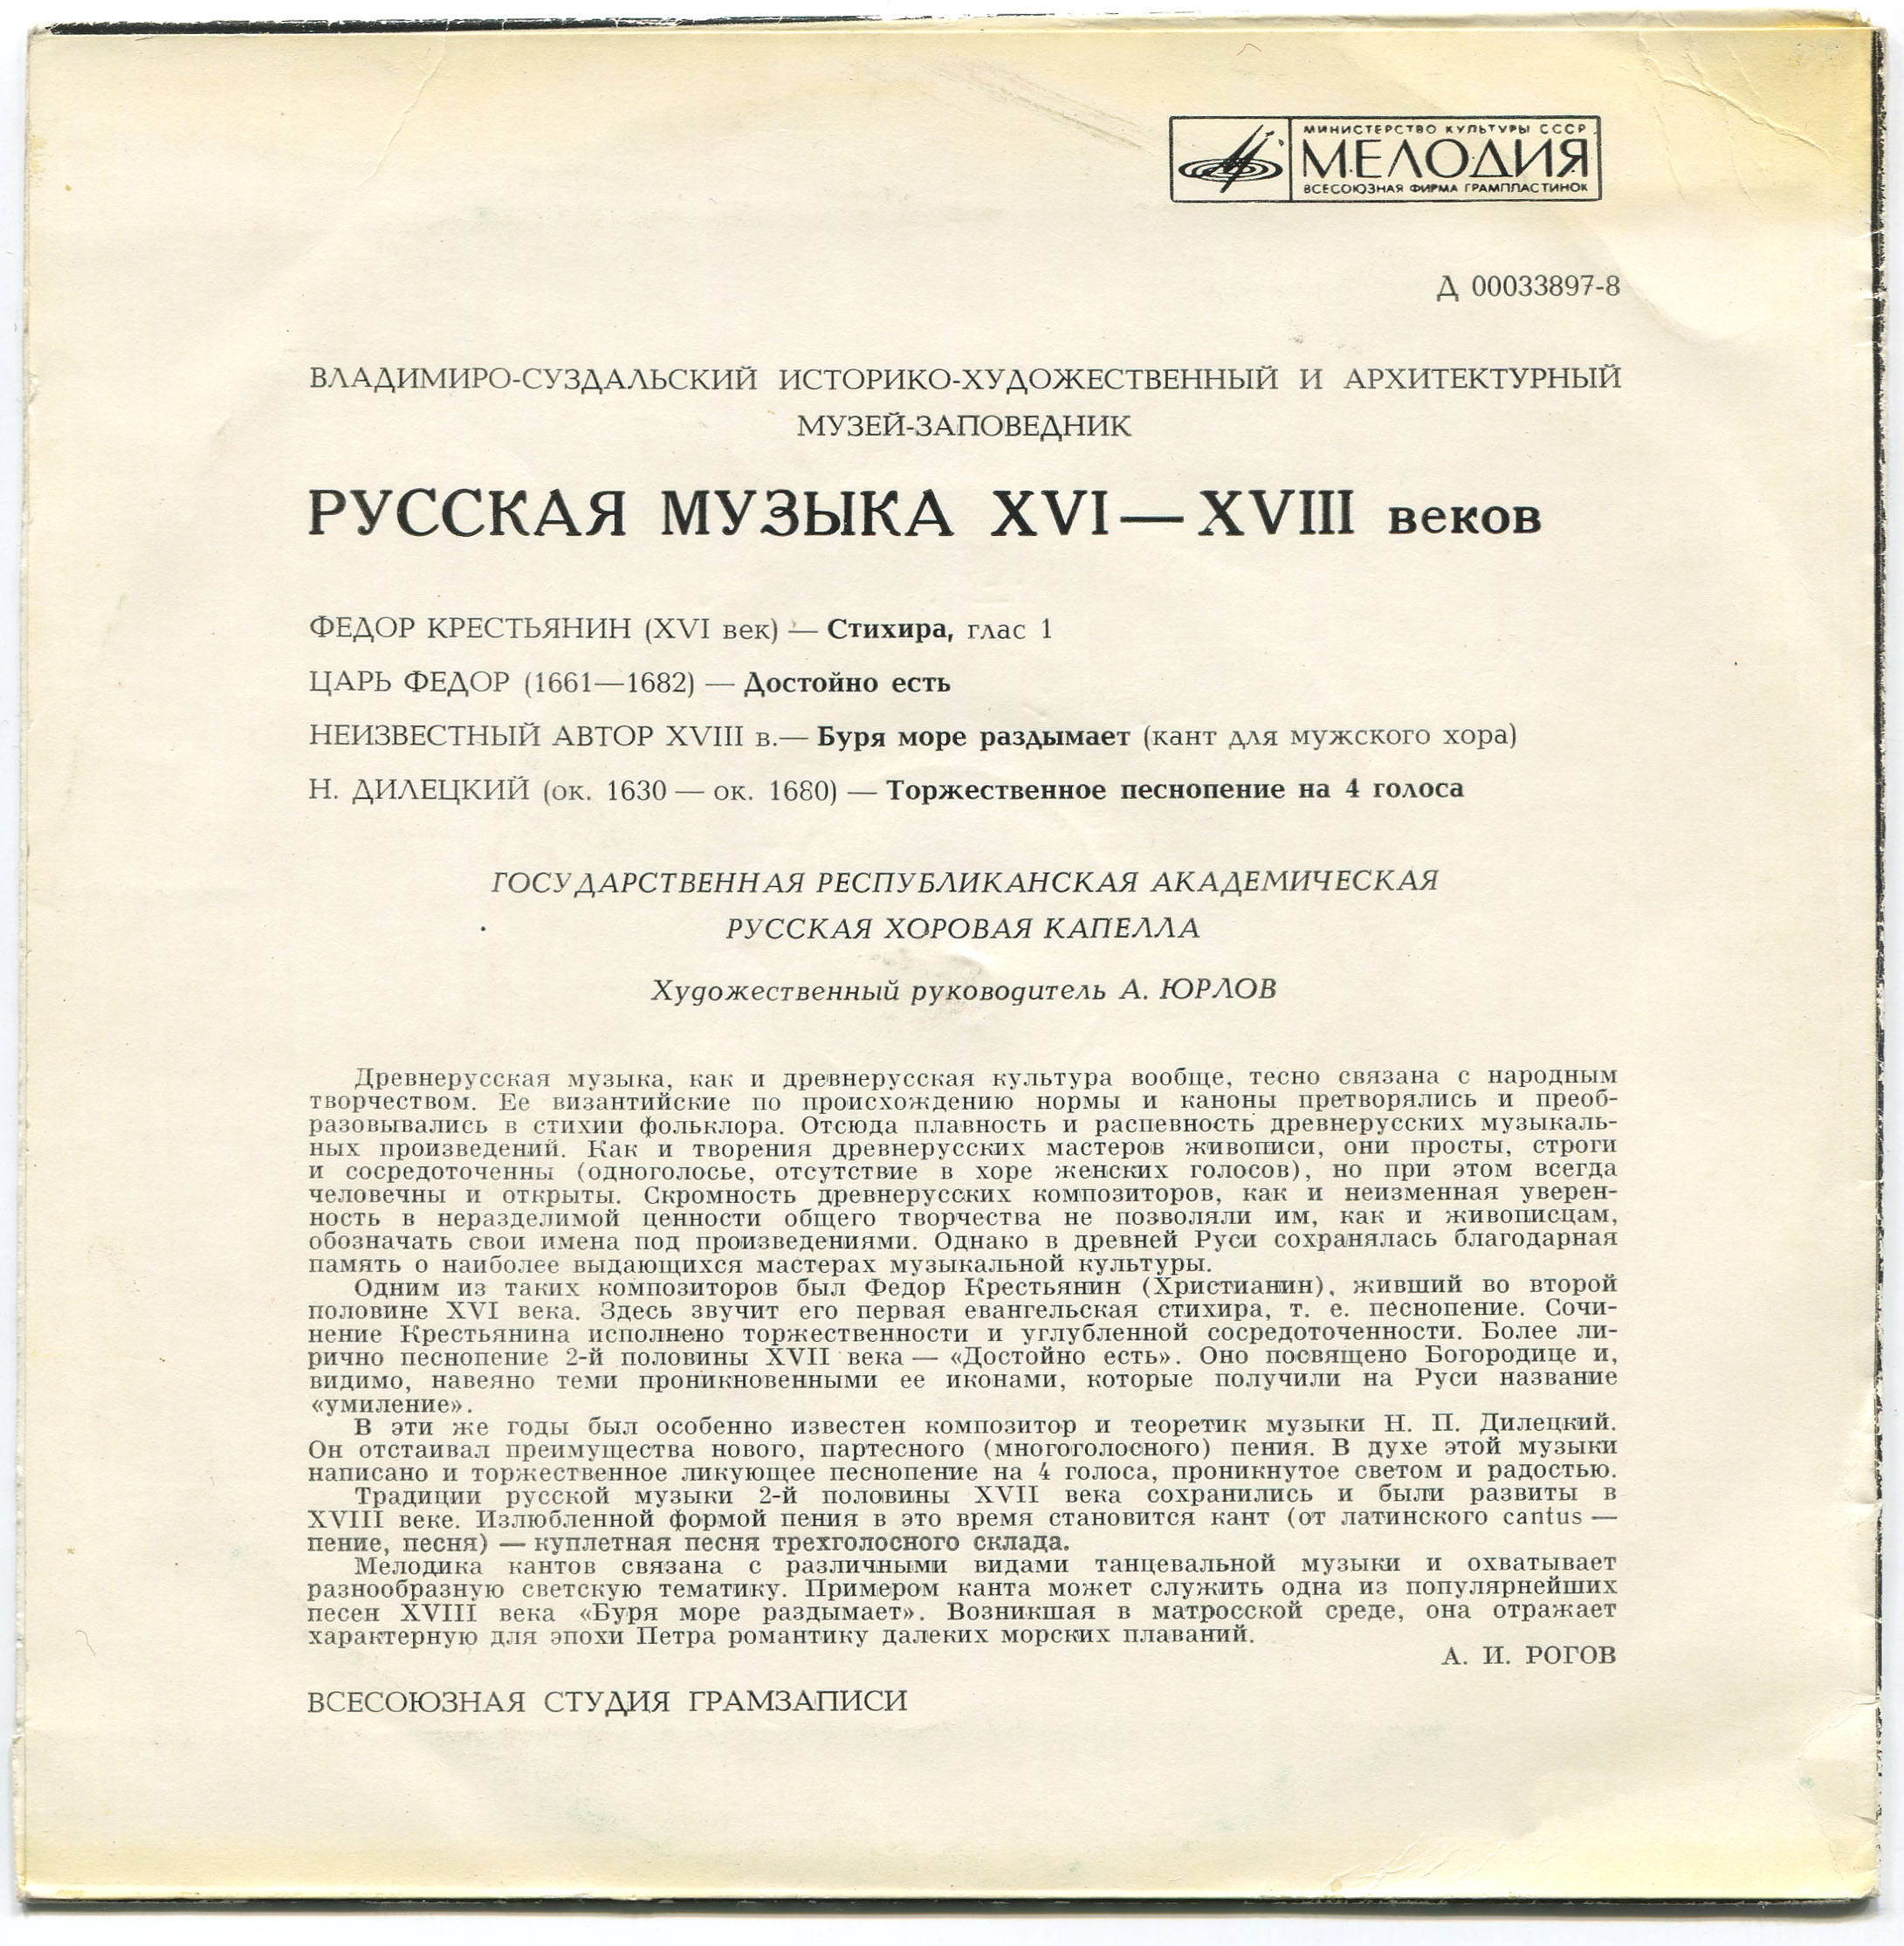 МИНИСТЕРСТВО КУЛЬТУРЫ СССР
МЕЛОДИЯ
ВСЕСОЮЗНАЯ ФИРМА ГРАМПЛАСТИНОК
Д 00033897-8
ВЛАДИМИРО-СУЗДАЛЬСКИЙ ИСТОРИКО-ХУДОЖЕСТВЕННЫЙ И АРХИТЕКТУРНЫЙ
МУЗЕЙ-ЗАПОВЕДНИК
РУССКАЯ МУЗЫКА XVI — XVIII веков
ФЕДОР КРЕСТЬЯНИН (XVI век) — Стихира, глас 1
ЦАРЬ ФЕДОР (1661—1682) — Достойно есть
НЕИЗВЕСТНЫЙ АВТОР XVIII в.— Буря море раздымает (кант для мужского хора)
Н. ДИЛЕЦКИЙ (ок. 1630 — ок. 1680) — Торжественное песнопение на 4 голоса
ГОСУДАРСТВЕННАЯ РЕСПУБЛИКАНСКАЯ АКАДЕМИЧЕСКАЯ
РУССКАЯ ХОРОВАЯ КАПЕЛЛА
Художественный руководитель А. ЮРЛОВ
Древнерусская музыка, как и древнерусская культура вообще, тесно связана с народным
творчеством. Ее византийские по происхождению нормы и каноны претворялись и преоб-
разовывались в стихии фольклора. Отсюда плавность и распевность древнерусских музыкаль-
ных произведений. Как и творения древнерусских мастеров живописи, они просты, строги
и сосредоточенны (одноголосье, отсутствие в хоре женских голосов), но при этом всегда
человечны и открыты. Скромность древнерусских композиторов, как и неизменная уверен-
ность в неразделимой ценности общего творчества не позволяли им, как и живописцам,
обозначать свои имена под произведениями. Однако в древней Руси сохранялась благодарная
память о наиболее выдающихся мастерах музыкальной культуры.
Одним из таких композиторов был Федор Крестьянин (Христианин), живший во второй
половине XVI века. Здесь звучит его первая евангельская стихира, т. е. песнопение. Сочи-
нение Крестьянина исполнено торжественности и углубленной сосредоточенности. Более ли-
рично песнопение 2-й половины XVII века — «Достойно есть». Оно посвящено Богородице и,
видимо, навеяно теми проникновенными ее иконами, которые получили на Руси название
«умиление».
В эти же годы был особенно известен композитор и теоретик музыки Н. П. Дилецкий.
Он отстаивал преимущества нового, партесного (многоголосного) пения. В духе этой музыки
написано и торжественное ликующее песнопение на 4 голоса, проникнутое светом и радостью.
Традиции русской музыки 2-й половины XVII века сохранились и были развиты в
XVIII веке. Излюбленной формой пения в это время становится кант (от латинского cantus —
пение, песня) — куплетная песня трехголосного склада.
Мелодика кантов связана с различными видами танцевальной музыки и охватывает
разнообразную светскую тематику. Примером канта может служить одна из популярнейших
песен XVIII века «Буря море раздымает». Возникшая в матросской среде, она отражает
характерную для эпохи Петра романтику далеких морских плаваний.
А. И. РОГОВ
ВСЕСОЮЗНАЯ СТУДИЯ ГРАМЗАПИСИ